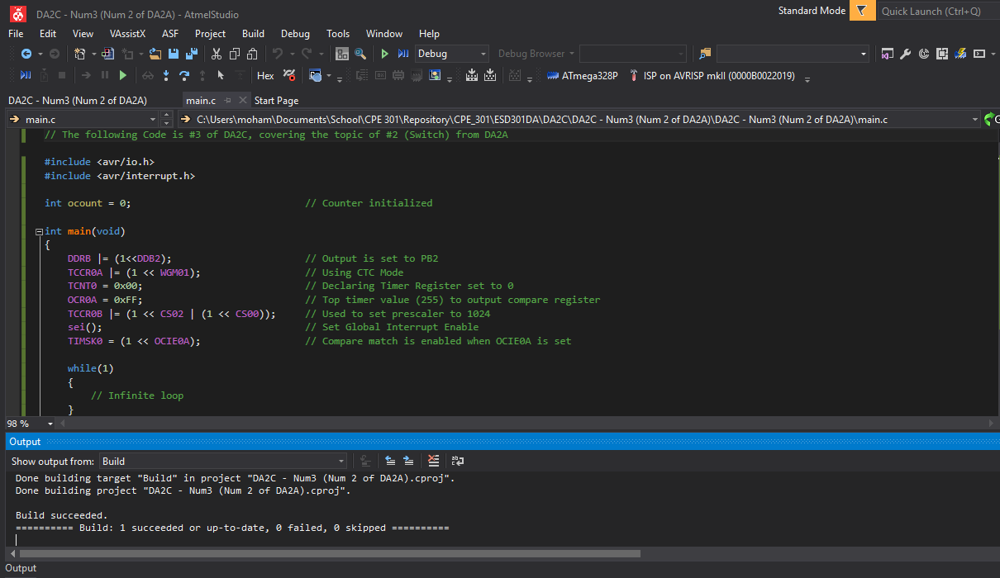 DA2C - Num3 (Num 2 of DA2A) - AtmelStudio
Standard Mode
Quick Launch (Ctrl+Q)
File Edit View VAssistX ASF Project Build Debug Tools Window Help
Debug
Debug Browser
Hex
ATmega328P
ISP on AVRISP mkII (0000B0022019)
DA2C - Num3 (Num 2 of DA2A)
main.c
Start Page
main.c
C:\Users\moham\Documents\School\CPE 301\Repository\CPE_301\ESD301DA\DA2C\DA2C - Num3 (Num 2 of DA2A)\DA2C - Num3 (Num 2 of DA2A)\main.c
G
// The following Code is #3 of DA2C, covering the topic of #2 (Switch) from DA2A
#include <avr/io.h>
#include <avr/interrupt.h>
int ocount = 0; // Counter initialized
int main(void)
{
DDRB |= (1<<DDB2); // Output is set to PB2
TCCR0A |= (1 << WGM01); // Using CTC Mode
TCNT0 = 0x00; // Declaring Timer Register set to 0
OCR0A = 0xFF; // Top timer value (255) to output compare register
TCCR0B |= (1 << CS02 | (1 << CS00)); // Used to set prescaler to 1024
sei(); // Set Global Interrupt Enable
TIMSK0 = (1 << OCIE0A); // Compare match is enabled when OCIE0A is set
while(1)
{
// Infinite loop
}
98 %
Output
Show output from: Build
Done building target "Build" in project "DA2C - Num3 (Num 2 of DA2A).cproj".
Done building project "DA2C - Num3 (Num 2 of DA2A).cproj".
Build succeeded.
========== Build: 1 succeeded or up-to-date, 0 failed, 0 skipped ==========
Output